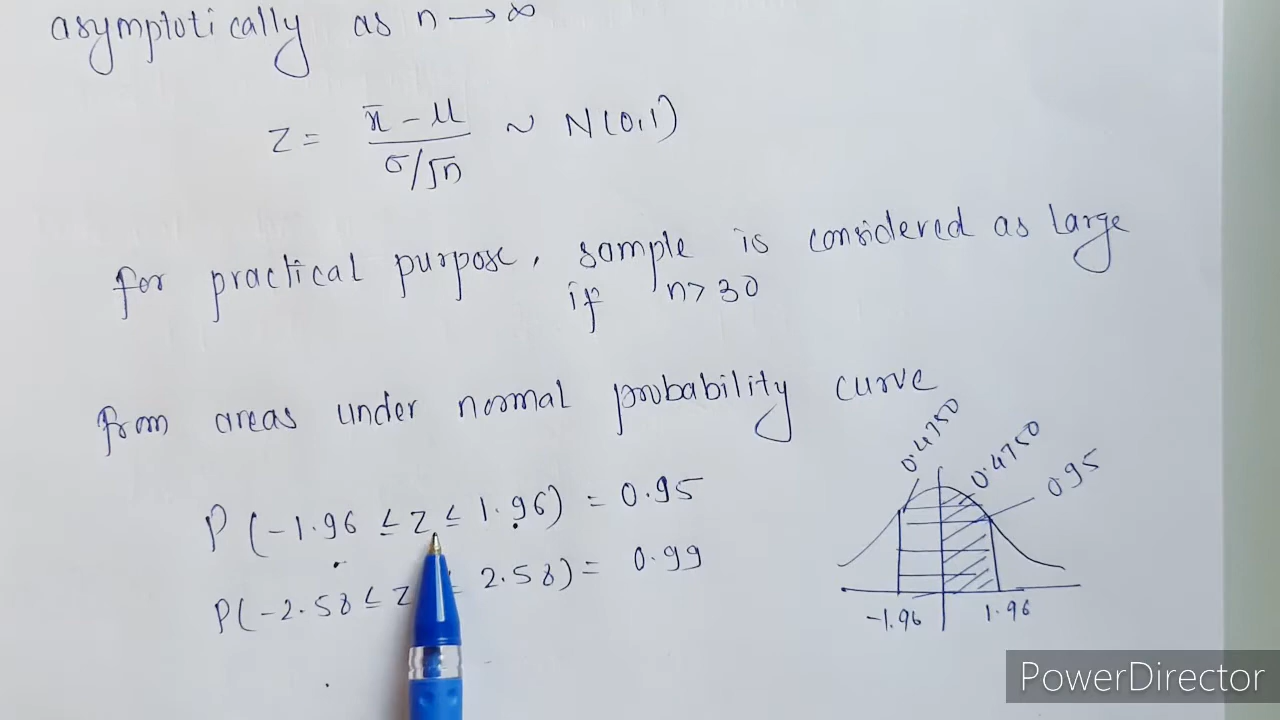 asymptotically as n → ∞
z = x̄ - μ / σ/√n ~ N(0,1)
for practical purpose, sample is considered as large
if n > 30
from areas under normal probability curve
P(-1.96 ≤ z ≤ 1.96) = 0.95
P(-2.58 ≤ z ≤ 2.58) = 0.99
0.4750
0.4750
0.95
-1.96
1.96
PowerDirector